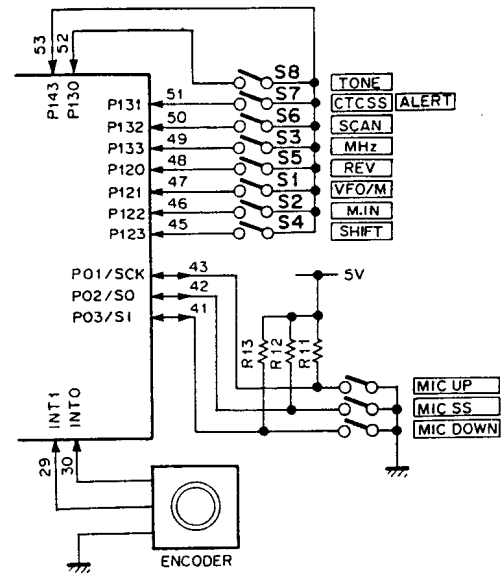 53
52
P143
P130
S8 TONE
P131 51 S7 CTCSS ALERT
P132 50 S6 SCAN
P133 49 S3 MHz
P120 48 S5 REV
P121 47 S1 VFO/M
P122 46 S2 M.IN
P123 45 S4 SHIFT
P01/SCK 43 5V
P02/SO 42
P03/SI 41
R13 R12 R11
MIC UP
MIC SS
MIC DOWN
INT1
INT0
29
30
ENCODER